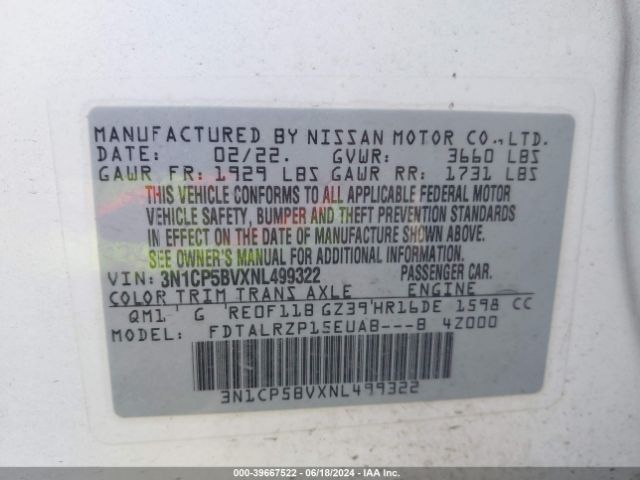 MANUFACTURED BY NISSAN MOTOR CO.,LTD.
DATE: 02/22. GVWR: 3660 LBS
GAWR FR: 1929 LBS GAWR RR: 1731 LBS
THIS VEHICLE CONFORMS TO ALL APPLICABLE FEDERAL MOTOR
VEHICLE SAFETY, BUMPER AND THEFT PREVENTION STANDARDS
IN EFFECT ON THE DATE OF MANUFACTURE SHOWN ABOVE.
SEE OWNER'S MANUAL FOR ADDITIONAL INFORMATION.
VIN: 3N1CP5BVXNL499322 PASSENGER CAR.
COLOR TRIM TRANS AXLE ENGINE
QM1 G RE0F11B GZ39 HR16DE 1598 CC
MODEL: FDTALRZP15EUAB---B 4Z000
3N1CP5BVXNL499322
000-39667522 - 06/18/2024 - IAA Inc.